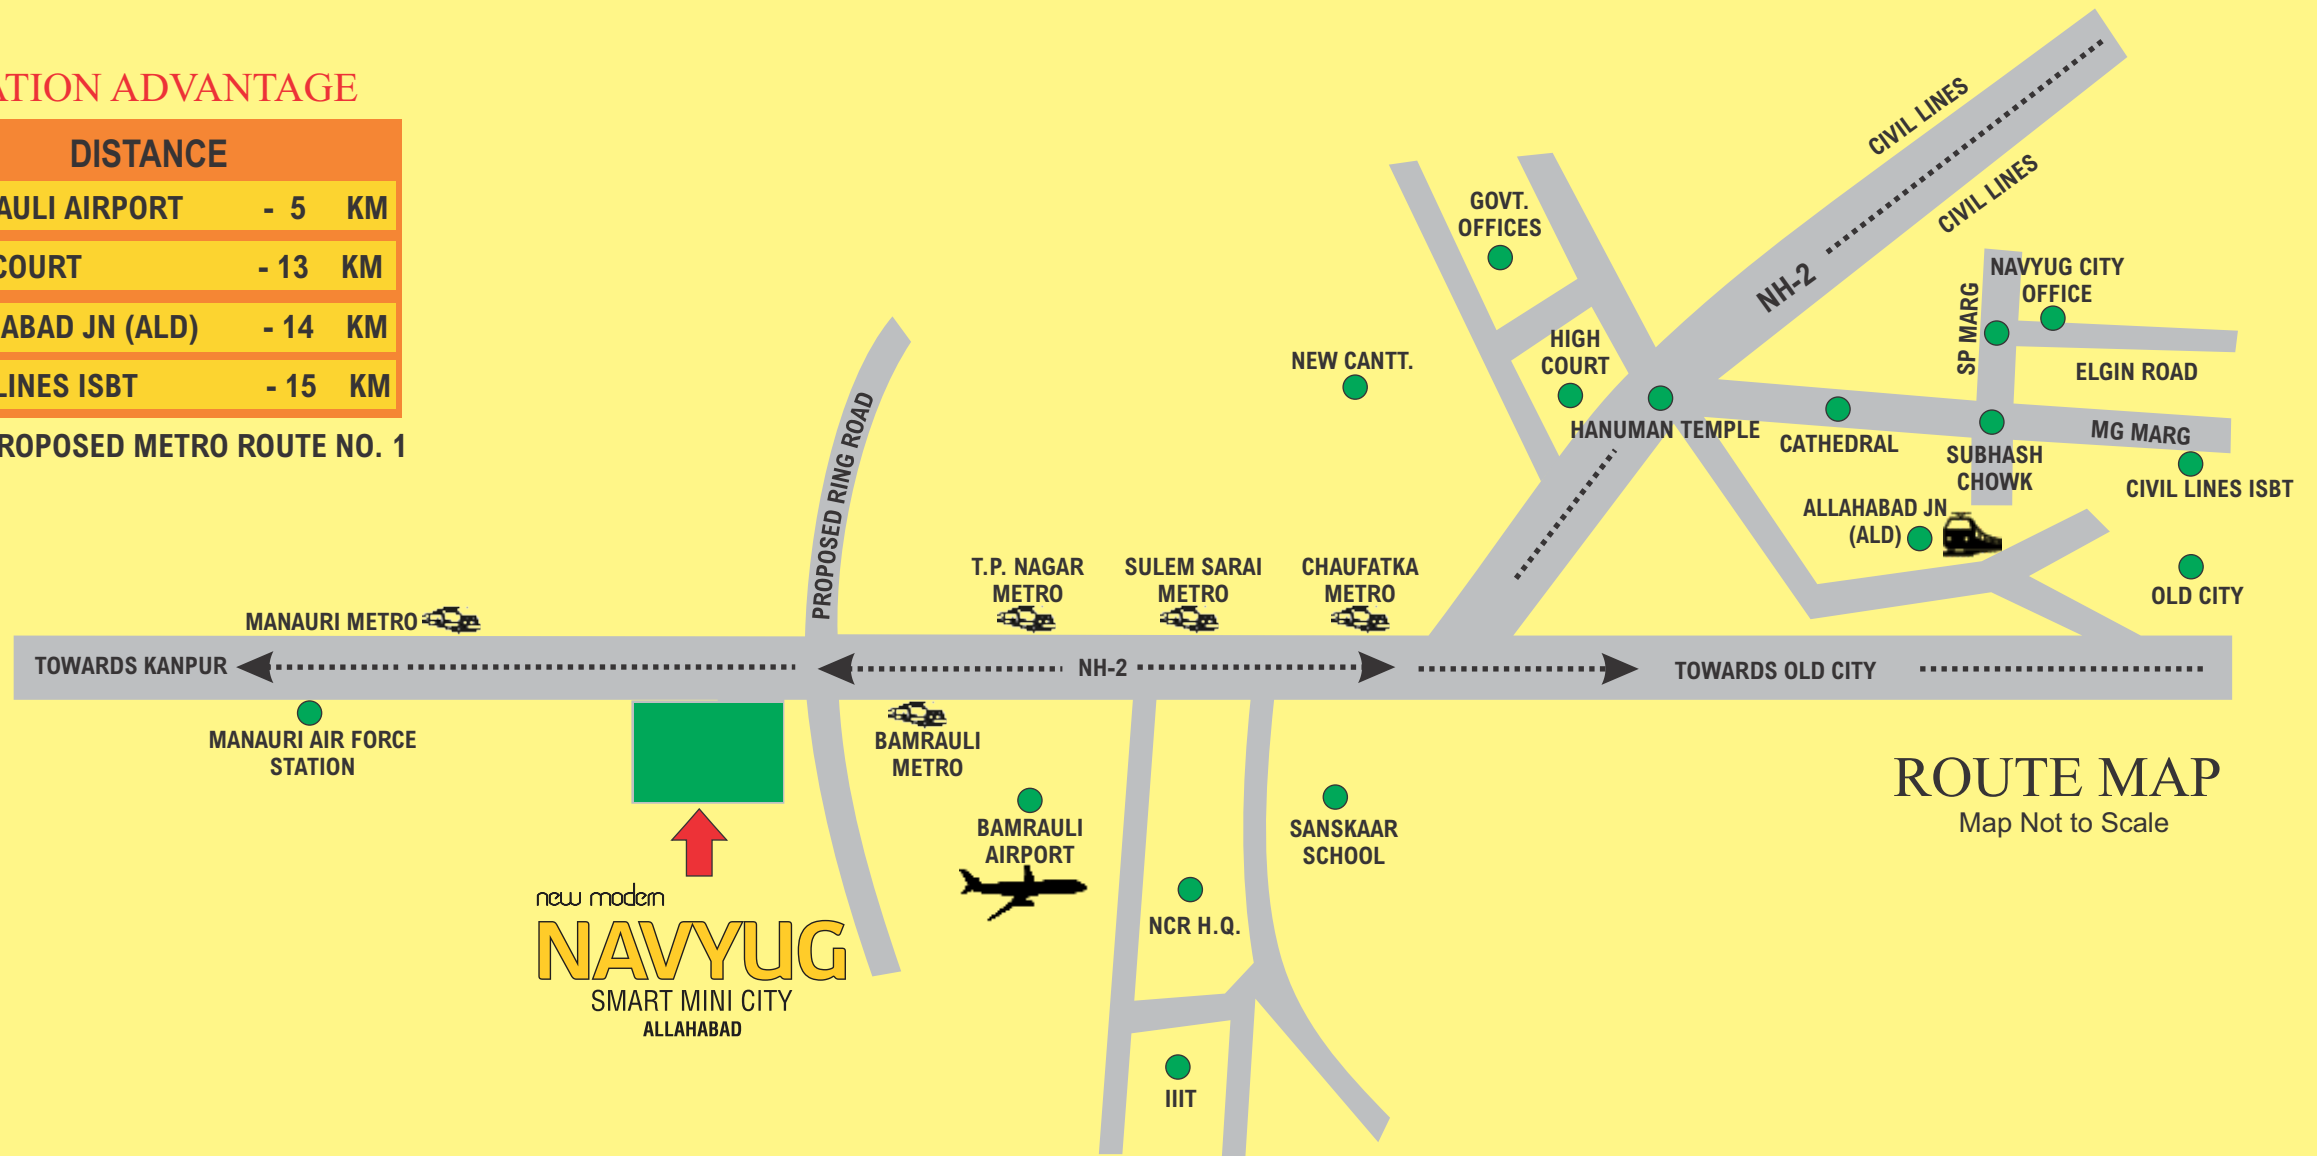 ATION ADVANTAGE
DISTANCE
AULI AIRPORT - 5 KM
COURT - 13 KM
ABAD JN (ALD) - 14 KM
LINES ISBT - 15 KM
ROPOSED METRO ROUTE NO. 1
CIVIL LINES
CIVIL LINES
NH-2
GOVT.
OFFICES
HIGH
COURT
NEW CANTT.
HANUMAN TEMPLE
CATHEDRAL
SP MARG
NAVYUG CITY
OFFICE
ELGIN ROAD
MG MARG
SUBHASH
CHOWK
CIVIL LINES ISBT
ALLAHABAD JN
(ALD)
OLD CITY
PROPOSED RING ROAD
T.P. NAGAR
METRO
SULEM SARAI
METRO
CHAUFATKA
METRO
MANAURI METRO
TOWARDS KANPUR
NH-2
TOWARDS OLD CITY
MANAURI AIR FORCE
STATION
BAMRAULI
METRO
BAMRAULI
AIRPORT
SANSKAAR
SCHOOL
NCR H.Q.
IIIT
new modern
NAVYUG
SMART MINI CITY
ALLAHABAD
ROUTE MAP
Map Not to Scale